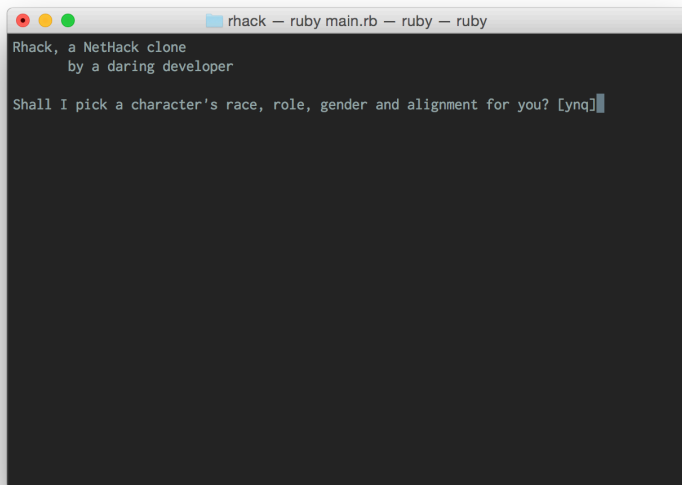 rhack — ruby main.rb — ruby — ruby
Rhack, a NetHack clone
by a daring developer
Shall I pick a character's race, role, gender and alignment for you? [ynq]